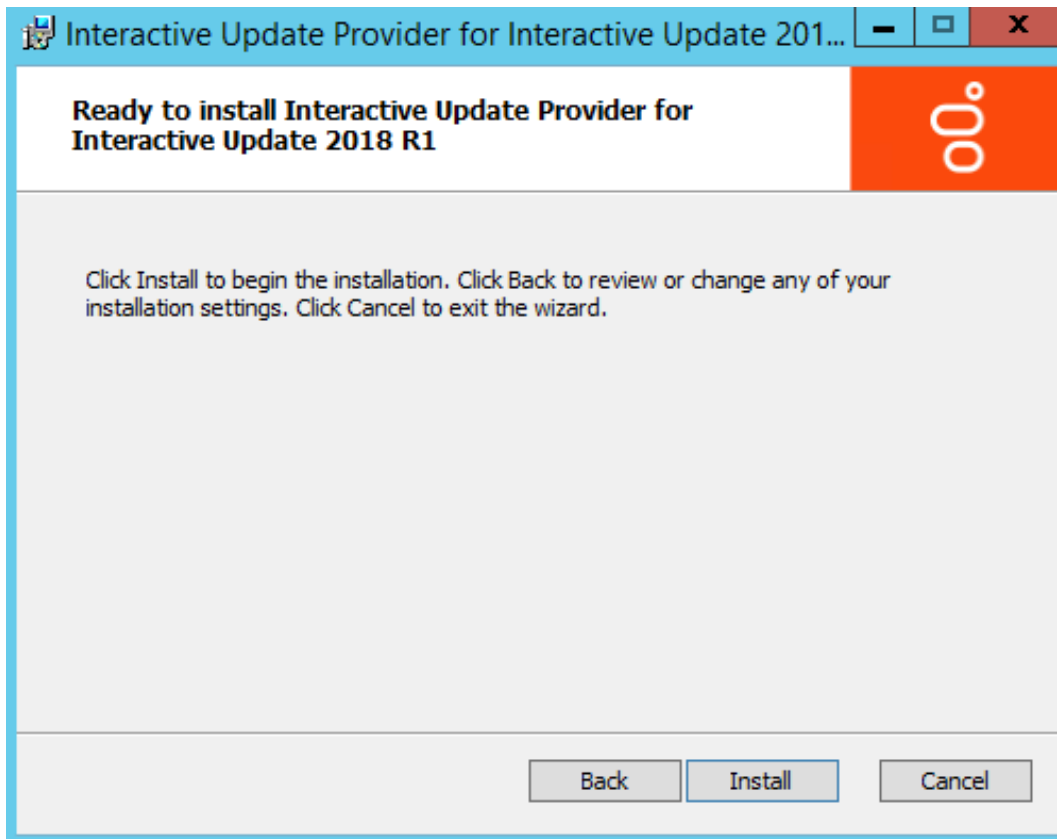 Interactive Update Provider for Interactive Update 201...
Ready to install Interactive Update Provider for
Interactive Update 2018 R1
Click Install to begin the installation. Click Back to review or change any of your
installation settings. Click Cancel to exit the wizard.
Back Install Cancel